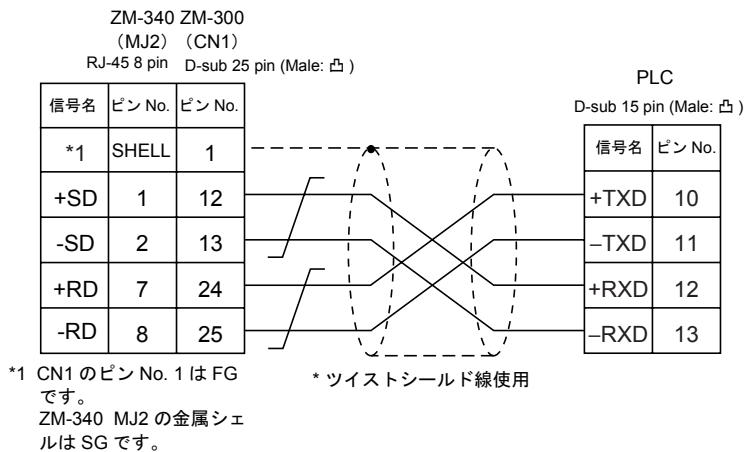 ZM-340 ZM-300
（MJ2）（CN1）
RJ-45 8 pin D-sub 25 pin (Male: 凸 )
PLC
D-sub 15 pin (Male: 凸 )
信号名 ピン No. ピン No.
信号名 ピン No.
*1 SHELL 1
+SD 1 12
+TXD 10
-SD 2 13
–TXD 11
+RD 7 24
+RXD 12
-RD 8 25
–RXD 13
*1 CN1 のピン No. 1 は FG
です。
ZM-340 MJ2 の金属シェ
ルは SG です。
* ツイストシールド線使用